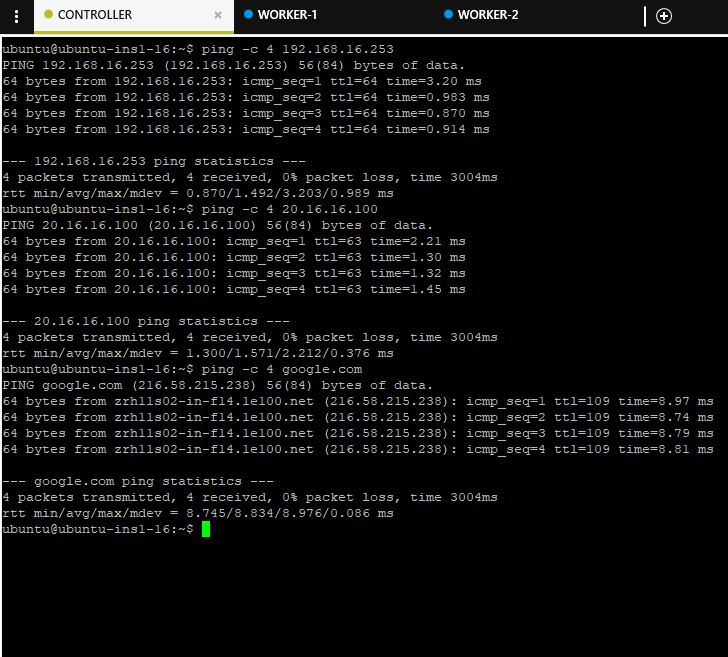 CONTROLLER × WORKER-1 WORKER-2
ubuntu@ubuntu-ins1-16:~$ ping -c 4 192.168.16.253
PING 192.168.16.253 (192.168.16.253) 56(84) bytes of data.
64 bytes from 192.168.16.253: icmp_seq=1 ttl=64 time=3.20 ms
64 bytes from 192.168.16.253: icmp_seq=2 ttl=64 time=0.983 ms
64 bytes from 192.168.16.253: icmp_seq=3 ttl=64 time=0.870 ms
64 bytes from 192.168.16.253: icmp_seq=4 ttl=64 time=0.914 ms
--- 192.168.16.253 ping statistics ---
4 packets transmitted, 4 received, 0% packet loss, time 3004ms
rtt min/avg/max/mdev = 0.870/1.492/3.203/0.989 ms
ubuntu@ubuntu-ins1-16:~$ ping -c 4 20.16.16.100
PING 20.16.16.100 (20.16.16.100) 56(84) bytes of data.
64 bytes from 20.16.16.100: icmp_seq=1 ttl=63 time=2.21 ms
64 bytes from 20.16.16.100: icmp_seq=2 ttl=63 time=1.30 ms
64 bytes from 20.16.16.100: icmp_seq=3 ttl=63 time=1.32 ms
64 bytes from 20.16.16.100: icmp_seq=4 ttl=63 time=1.45 ms
--- 20.16.16.100 ping statistics ---
4 packets transmitted, 4 received, 0% packet loss, time 3004ms
rtt min/avg/max/mdev = 1.300/1.571/2.212/0.376 ms
ubuntu@ubuntu-ins1-16:~$ ping -c 4 google.com
PING google.com (216.58.215.238) 56(84) bytes of data.
64 bytes from zrh11s02-in-f14.1e100.net (216.58.215.238): icmp_seq=1 ttl=109 time=8.97 ms
64 bytes from zrh11s02-in-f14.1e100.net (216.58.215.238): icmp_seq=2 ttl=109 time=8.74 ms
64 bytes from zrh11s02-in-f14.1e100.net (216.58.215.238): icmp_seq=3 ttl=109 time=8.79 ms
64 bytes from zrh11s02-in-f14.1e100.net (216.58.215.238): icmp_seq=4 ttl=109 time=8.81 ms
--- google.com ping statistics ---
4 packets transmitted, 4 received, 0% packet loss, time 3004ms
rtt min/avg/max/mdev = 8.745/8.834/8.976/0.086 ms
ubuntu@ubuntu-ins1-16:~$